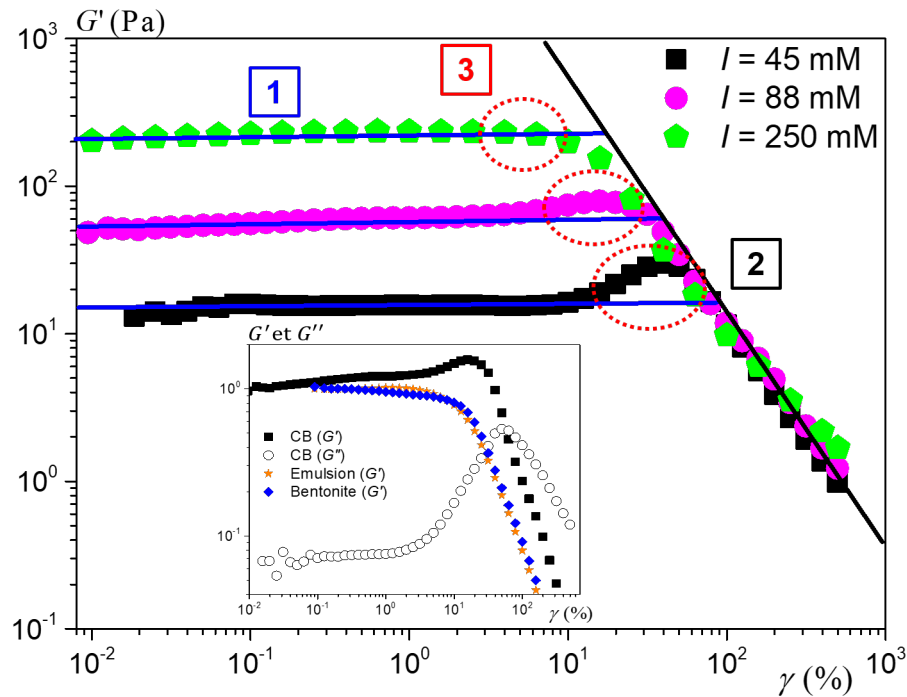 G' (Pa)
10³
10²
10¹
10⁰
10⁻¹
1
3
2
I = 45 mM
I = 88 mM
I = 250 mM
G' et G''
10⁰
10⁻¹
CB (G')
CB (G'')
Emulsion (G')
Bentonite (G')
10⁻² 10⁻¹ 10⁰ 10¹ 10²
γ (%)
10⁻² 10⁻¹ 10⁰ 10¹ 10² 10³
γ (%)